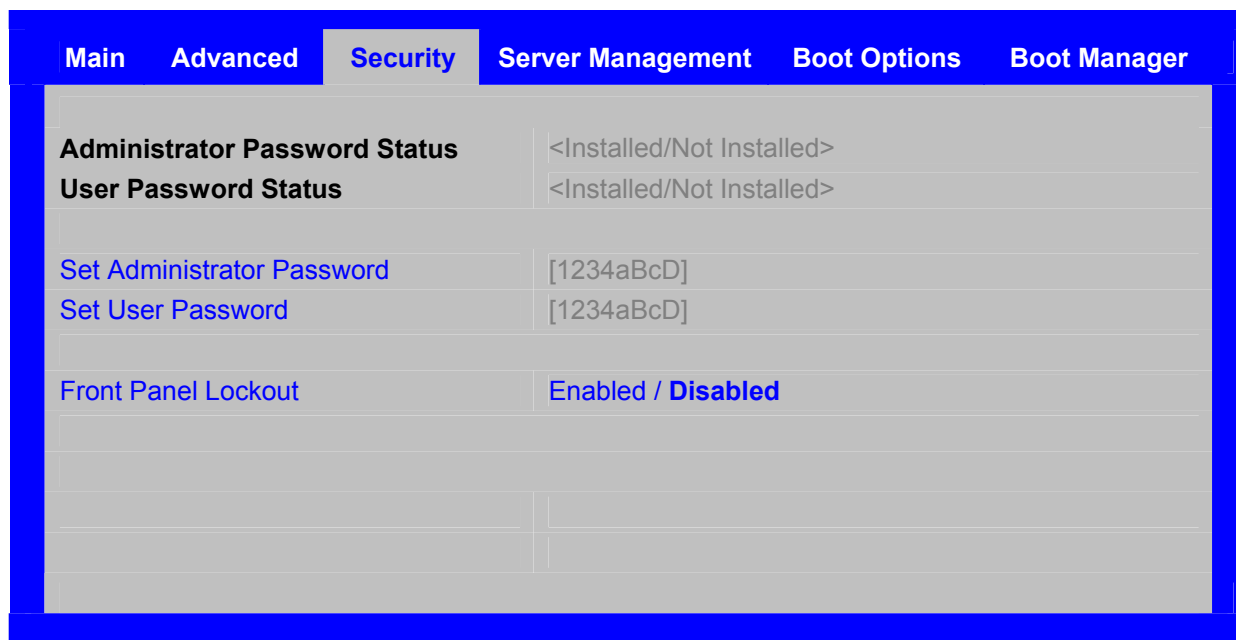 Main Advanced Security Server Management Boot Options Boot Manager
Administrator Password Status <Installed/Not Installed>
User Password Status <Installed/Not Installed>
Set Administrator Password [1234aBcD]
Set User Password [1234aBcD]
Front Panel Lockout Enabled / Disabled